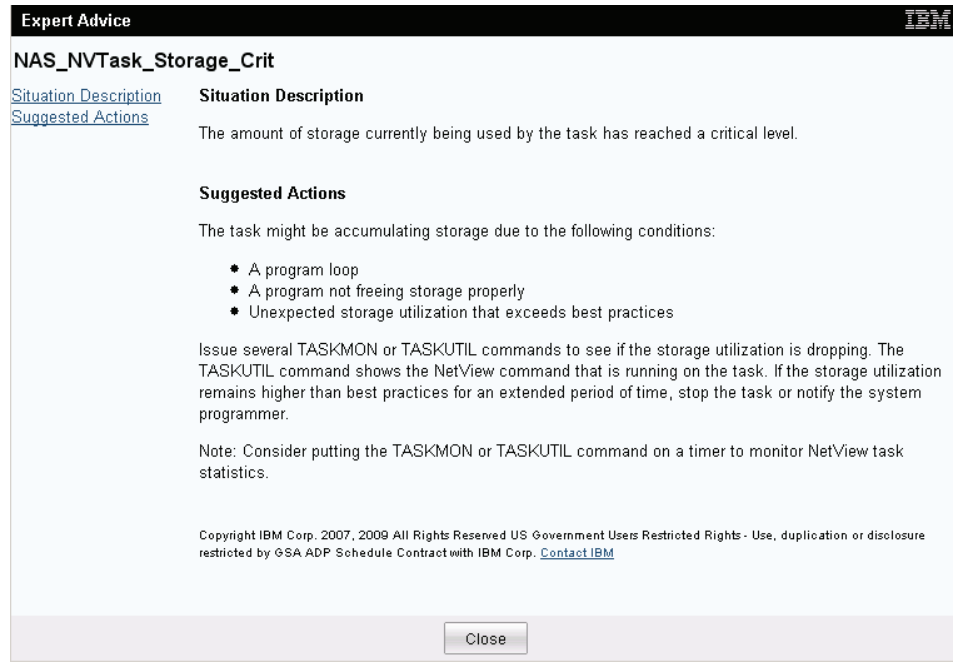 Expert Advice
IBM
NAS_NVTask_Storage_Crit
Situation Description
Suggested Actions
Situation Description
The amount of storage currently being used by the task has reached a critical level.
Suggested Actions
The task might be accumulating storage due to the following conditions:
A program loop
A program not freeing storage properly
Unexpected storage utilization that exceeds best practices
Issue several TASKMON or TASKUTIL commands to see if the storage utilization is dropping. The
TASKUTIL command shows the NetView command that is running on the task. If the storage utilization
remains higher than best practices for an extended period of time, stop the task or notify the system
programmer.
Note: Consider putting the TASKMON or TASKUTIL command on a timer to monitor NetView task
statistics.
Copyright IBM Corp. 2007, 2009 All Rights Reserved US Government Users Restricted Rights - Use, duplication or disclosure
restricted by GSA ADP Schedule Contract with IBM Corp. Contact IBM
Close